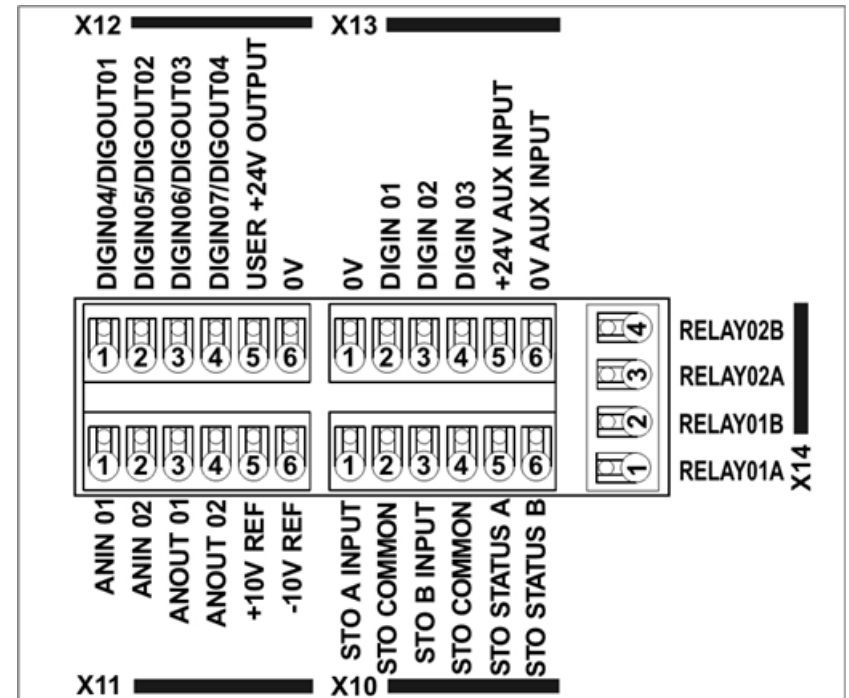 X12
X13
DIGIN04/DIGOUT01
DIGIN05/DIGOUT02
DIGIN06/DIGOUT03
DIGIN07/DIGOUT04
USER +24V OUTPUT
0V
0V
DIGIN 01
DIGIN 02
DIGIN 03
+24V AUX INPUT
0V AUX INPUT
1 2 3 4 5 6
1 2 3 4 5 6
4 RELAY02B
3 RELAY02A
2 RELAY01B
1 RELAY01A
X14
1 2 3 4 5 6
1 2 3 4 5 6
ANIN 01
ANIN 02
ANOUT 01
ANOUT 02
+10V REF
-10V REF
STO A INPUT
STO COMMON
STO B INPUT
STO COMMON
STO STATUS A
STO STATUS B
X11
X10